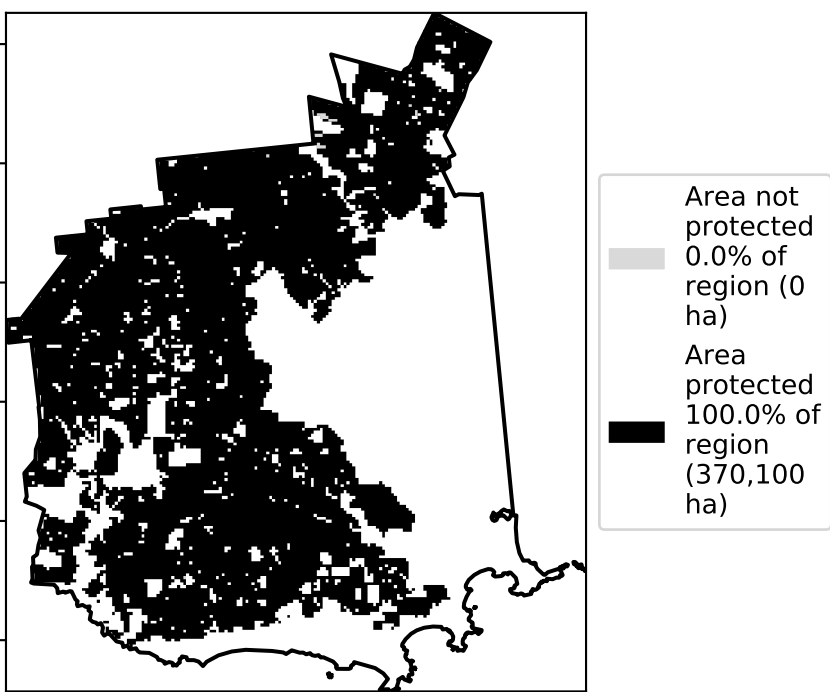 Area not
protected
0.0% of
region (0
ha)
Area
protected
100.0% of
region
(370,100
ha)